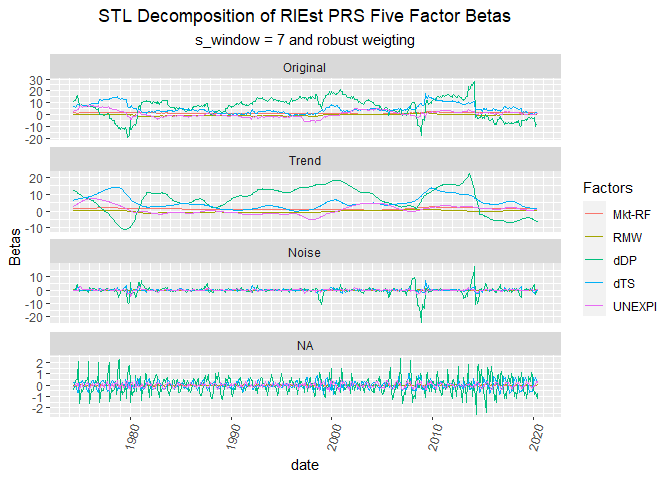 STL Decomposition of RIEst PRS Five Factor Betas
s_window = 7 and robust weigting
Original
30
20
10
0
-10
-20
Trend
20
10
0
-10
Noise
10
0
-10
-20
NA
2
1
0
-1
-2
Betas
1980
1990
2000
2010
2020
date
Factors
Mkt-RF
RMW
dDP
dTS
UNEXPI